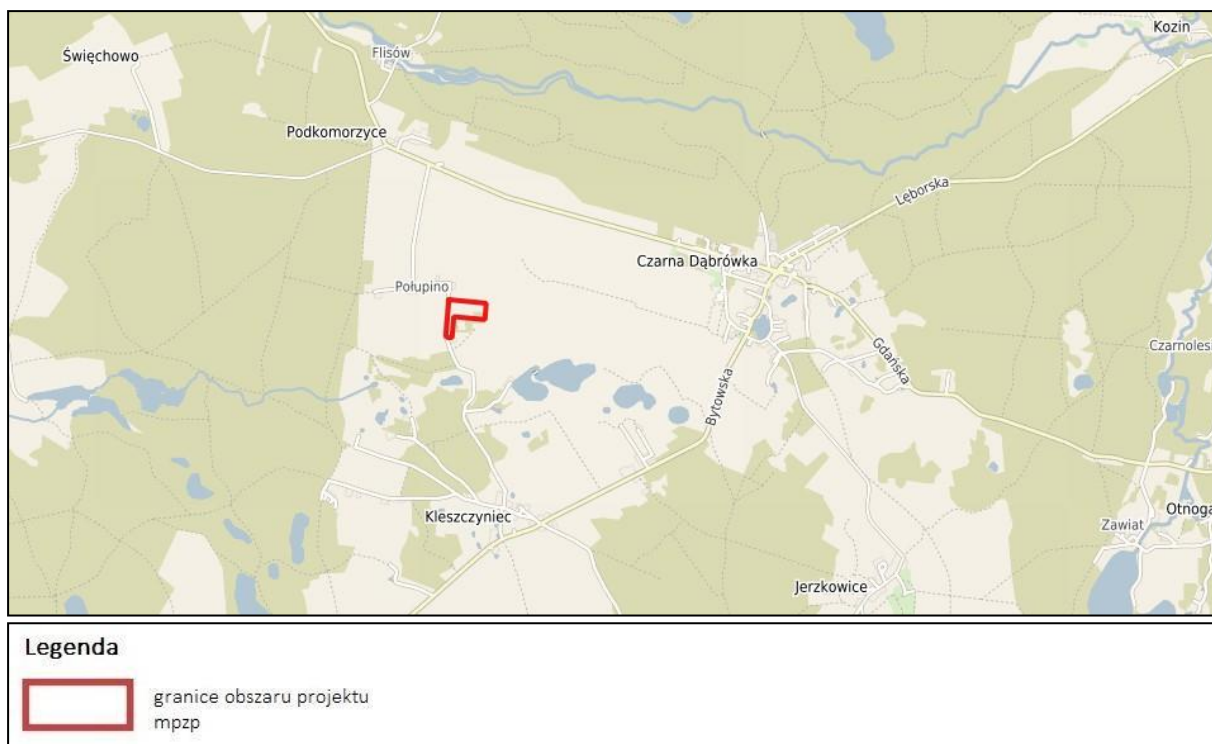 Kozin
Święchowo
Flisów
Podkomorzyce
Lęborska
Czarna Dąbrówka
Połupino
Czarnolesi
Gdańska
Bytowska
Kleszczyniec
Otnoga
Zawiat
Jerzkowice
Legenda
granice obszaru projektu
mpzp